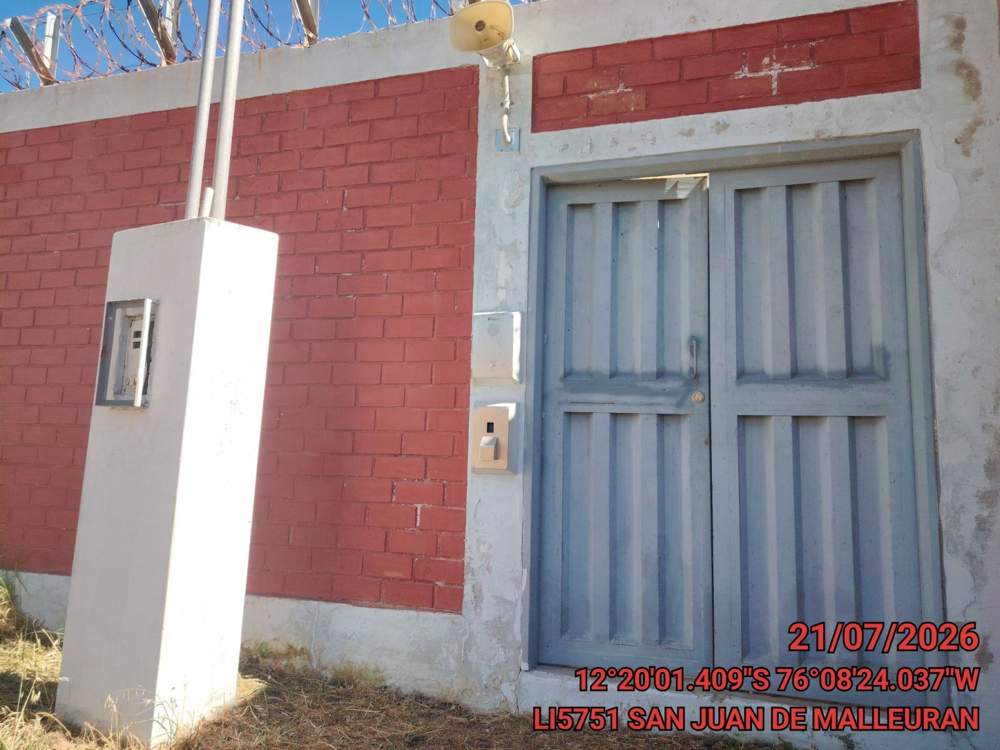 21/07/2026
12°20'01.409"S 76°08'24.037"W
LI5751 SAN JUAN DE MALLEURAN